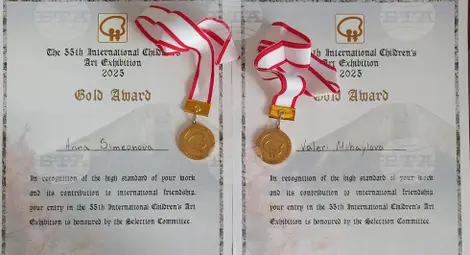 The 55th International Children's
Art Exhibition
2025
Gold Award
Anna Simeonova
In recognition of the high standard of your work
and its contribution to international friendship
your entry in the 55th International Children's Art
Exhibition is honoured by the Selection Committee.
The 55th International Children's
Art Exhibition
2025
Gold Award
Valeri Mihaylova
In recognition of the high standard of your work
and its contribution to international friendship
your entry in the 55th International Children's Art
Exhibition is honoured by the Selection Committee.